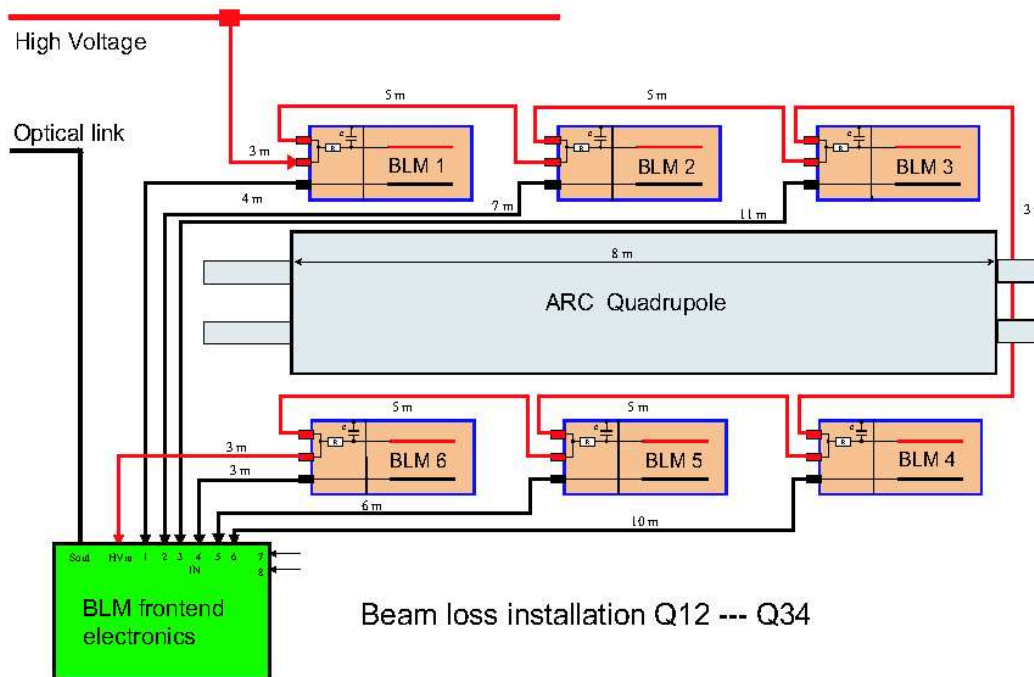 High Voltage
5 m
5 m
Optical link
3 m
c
R
BLM 1
c
R
BLM 2
c
R
BLM 3
4 m
7 m
11 m
3
8 m
ARC Quadrupole
5 m
5 m
3 m
c
R
BLM 6
c
R
BLM 5
c
R
BLM 4
3 m
6 m
10 m
Sout HVin 1 2 3 4 5 6 7
IN 8
BLM frontend
electronics
Beam loss installation Q12 --- Q34